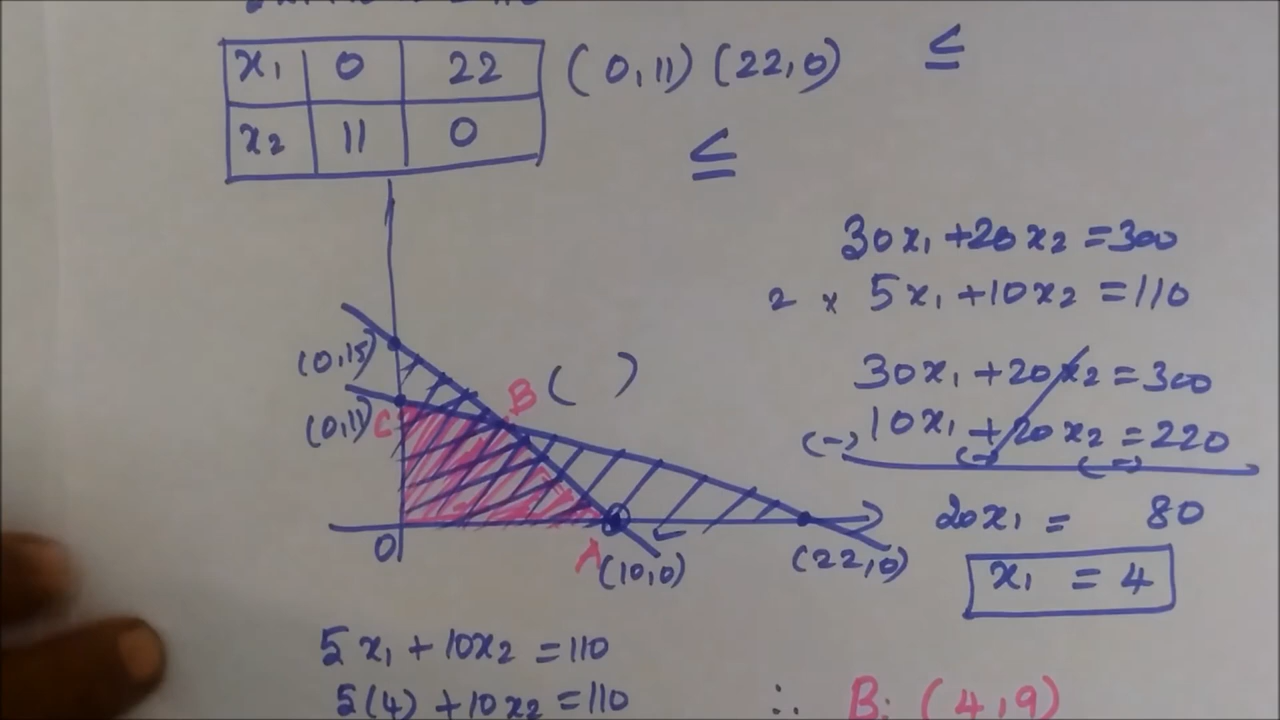 x₁ 0 22 (0,11) (22,0) ≤
x₂ 11 0
≤
30x₁ + 20x₂ = 300
2 × 5x₁ + 10x₂ = 110
30x₁ + 20x₂ = 300
(-) 10x₁ + 20x₂ = 220
(-) (-)
20x₁ = 80
x₁ = 4
(0,15)
B ( )
(0,11) C
O A (10,0) (22,0)
5x₁ + 10x₂ = 110
5(4) + 10x₂ = 110
∴ B: (4,9)